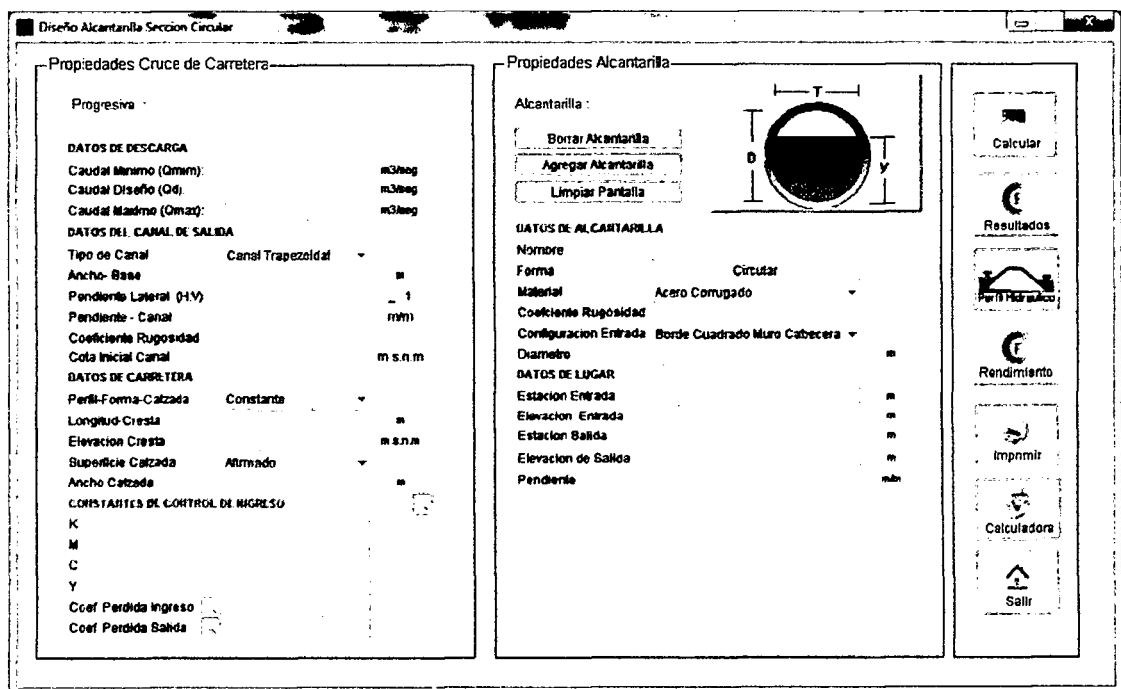 Diseño Alcantarilla Seccion Circular
Propiedades Cruce de Carretera
Progresiva :
DATOS DE DESCARGA
Caudal Minimo (Qmim): m3/seg
Caudal Diseño (Qd): m3/seg
Caudal Maximo (Qmax): m3/seg
DATOS DEL CANAL DE SALIDA
Tipo de Canal Canal Trapezoidal
Ancho- Base m
Pendiente Lateral (H:V) _ 1
Pendiente - Canal m/m
Coeficiente Rugosidad
Cota Inicial Canal m s.n.m
DATOS DE CARRETERA
Perfil-Forma-Calzada Constante
Longitud-Cresta m
Elevacion Cresta m s.n.m
Superficie Calzada Afirmado
Ancho Calzada m
CONSTANTES DE CONTROL DE INGRESO
K
M
C
Y
Coef Perdida Ingreso
Coef Perdida Salida
Propiedades Alcantarilla
Alcantarilla :
Borrar Alcantarilla
Agregar Alcantarilla
Limpiar Pantalla
T
D
y
DATOS DE ALCANTARILLA
Nombre
Forma Circular
Material Acero Corrugado
Coeficiente Rugosidad
Configuracion Entrada Borde Cuadrado Muro Cabecera
Diametro m
DATOS DE LUGAR
Estacion Entrada m
Elevacion Entrada m
Estacion Salida m
Elevacion de Salida m
Pendiente m/m
Calcular
Resultados
Perfil Hidraulico
Rendimiento
Imprimir
Calculadora
Salir